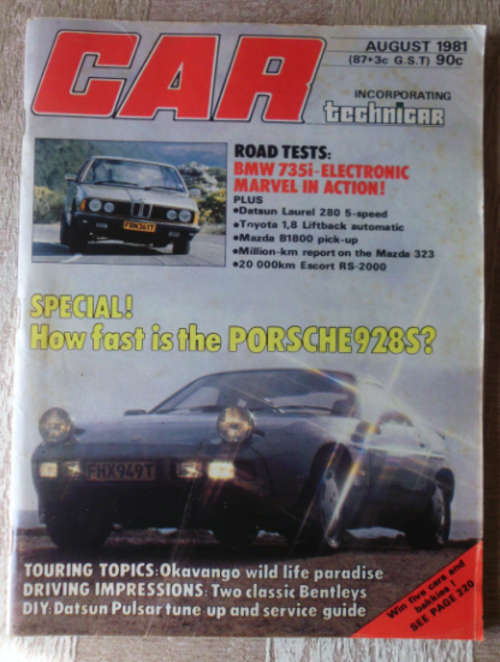 CAR
AUGUST 1981
(87+3c G.S.T) 90c
INCORPORATING
technicar
ROAD TESTS:
BMW 735i-ELECTRONIC
MARVEL IN ACTION!
PLUS
•Datsun Laurel 280 5-speed
•Toyota 1,8 Liftback automatic
•Mazda B1800 pick-up
•Million-km report on the Mazda 323
•20 000km Escort RS-2000
SPECIAL!
How fast is the PORSCHE 928S?
FHX949T
TOURING TOPICS: Okavango wild life paradise
DRIVING IMPRESSIONS: Two classic Bentleys
DIY: Datsun Pulsar tune up and service guide
Win five cars and
bakkies !
SEE PAGE 220